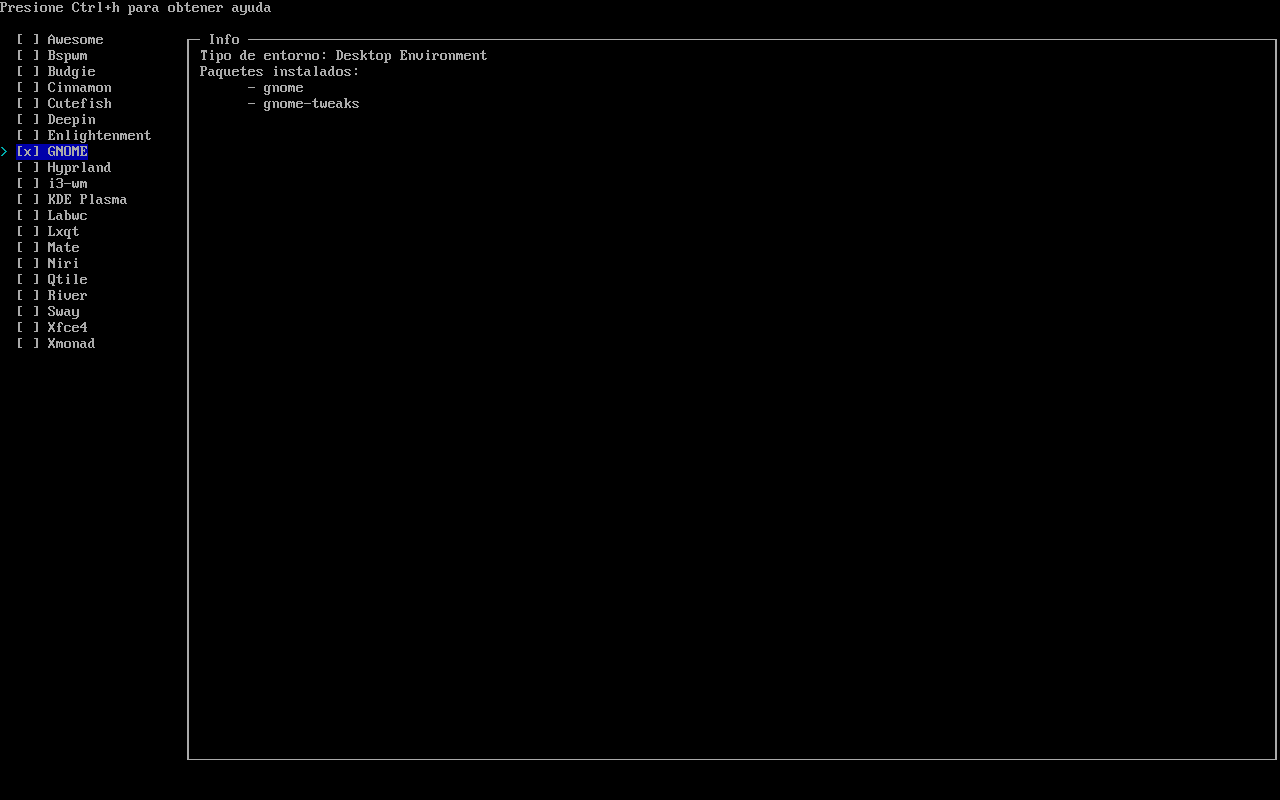 Presione Ctrl+h para obtener ayuda
[ ] Awesome
[ ] Bspwm
[ ] Budgie
[ ] Cinnamon
[ ] Cutefish
[ ] Deepin
[ ] Enlightenment
> [x] GNOME
[ ] Hyprland
[ ] i3-wm
[ ] KDE Plasma
[ ] Labwc
[ ] Lxqt
[ ] Mate
[ ] Niri
[ ] Qtile
[ ] River
[ ] Sway
[ ] Xfce4
[ ] Xmonad
Info
Tipo de entorno: Desktop Environment
Paquetes instalados:
- gnome
- gnome-tweaks